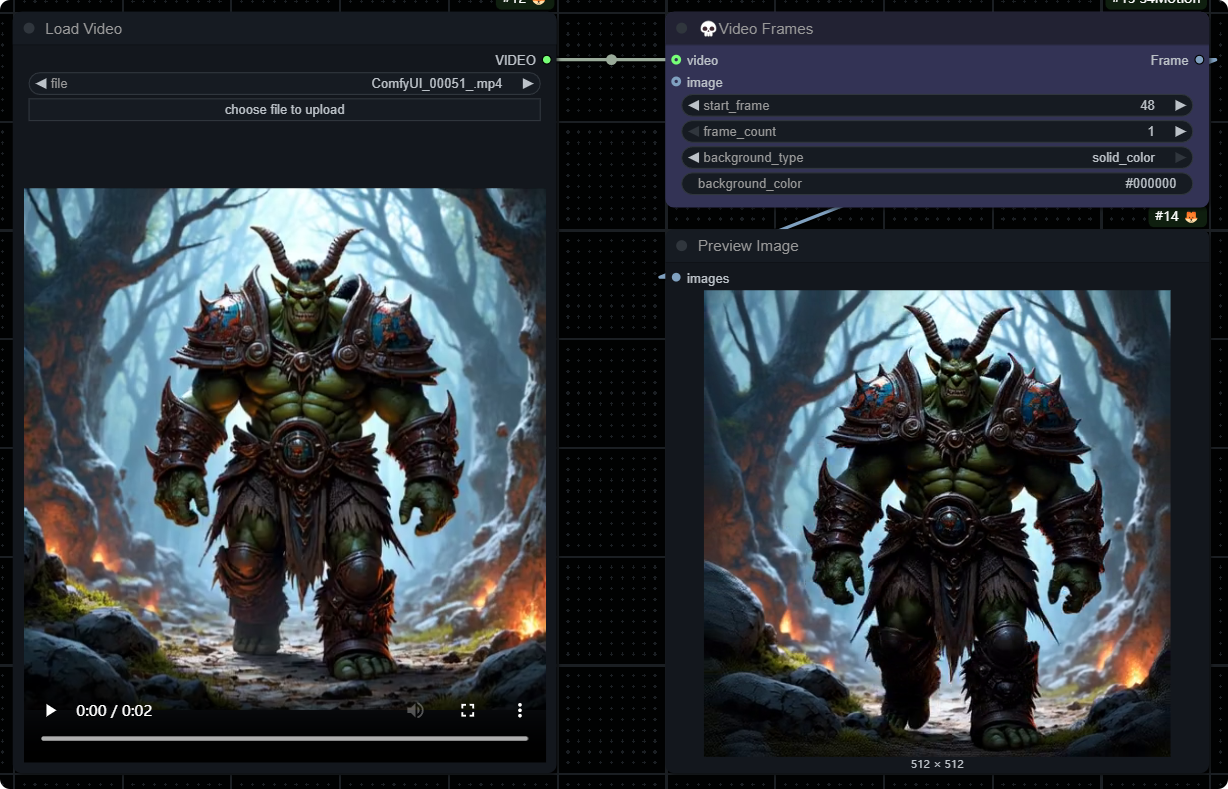 #12
#13 s4Motion
Load Video
VIDEO
file ComfyUI_00051_.mp4
choose file to upload
0:00 / 0:02
Video Frames
video Frame
image
start_frame 48
frame_count 1
background_type solid_color
background_color #000000
#14
Preview Image
images
512 × 512